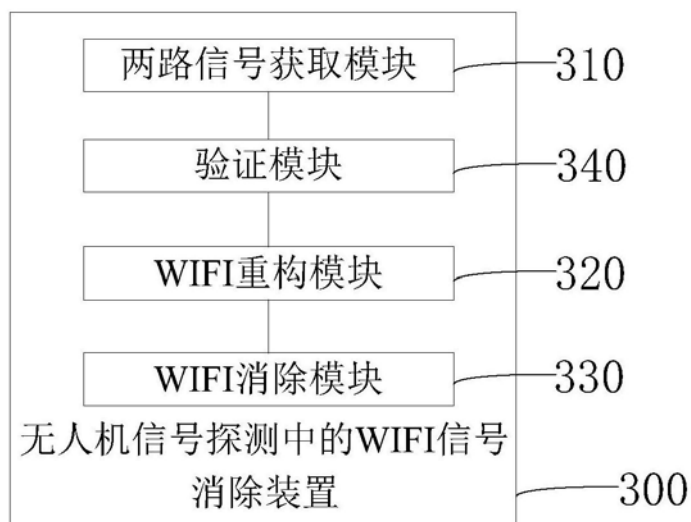 两路信号获取模块 310
验证模块 340
WIFI重构模块 320
WIFI消除模块 330
无人机信号探测中的WIFI信号
消除装置 300